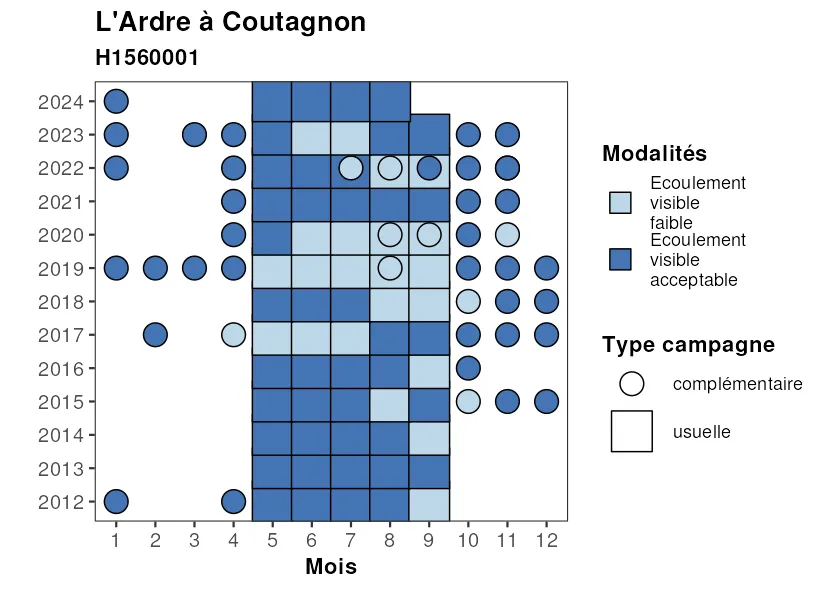 L'Ardre à Coutagnon
H1560001
2024
2023
2022
2021
2020
2019
2018
2017
2016
2015
2014
2013
2012
1 2 3 4 5 6 7 8 9 10 11 12
Mois
Modalités
Ecoulement
visible
faible
Ecoulement
visible
acceptable
Type campagne
complémentaire
usuelle